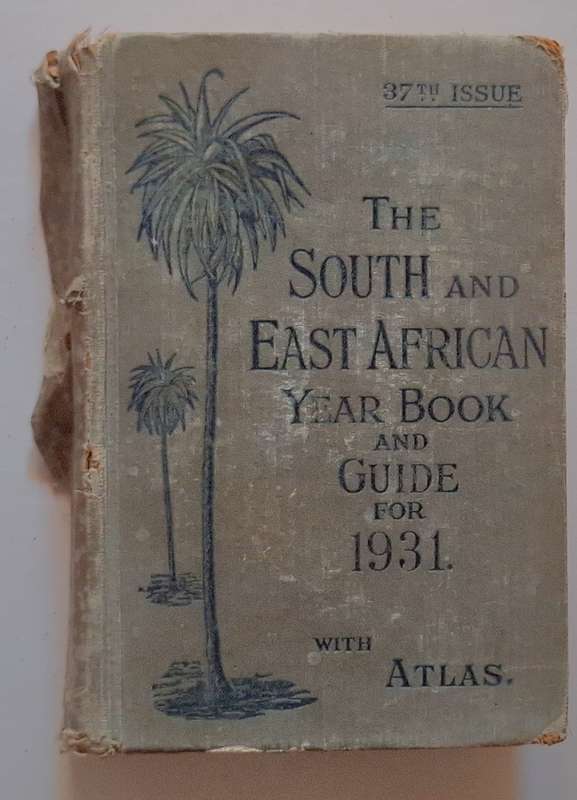 37TH ISSUE
THE
SOUTH AND
EAST AFRICAN
YEAR BOOK
AND
GUIDE
FOR
1931.
WITH
ATLAS.